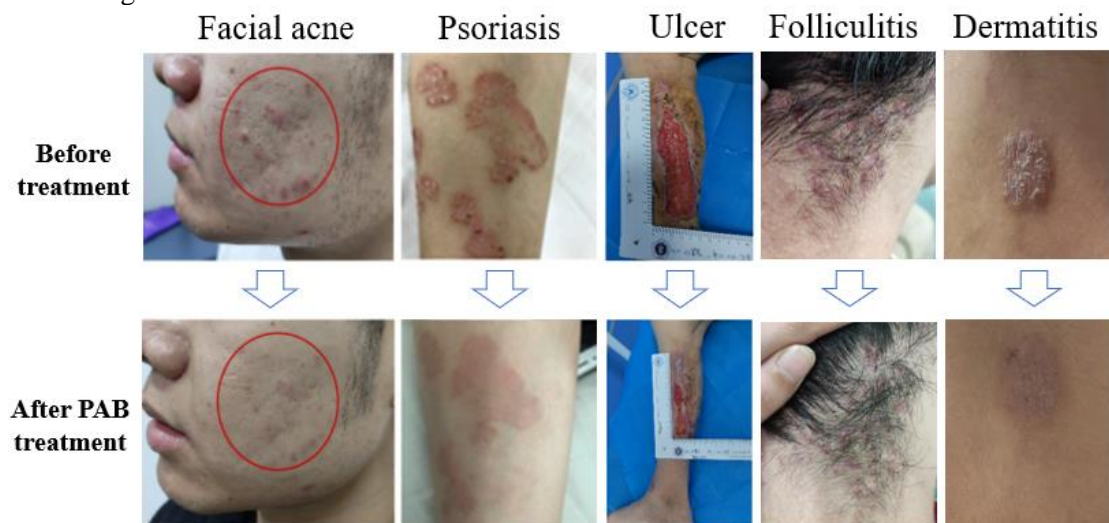 Facial acne
Psoriasis
Ulcer
Folliculitis
Dermatitis
Before
treatment
After PAB
treatment